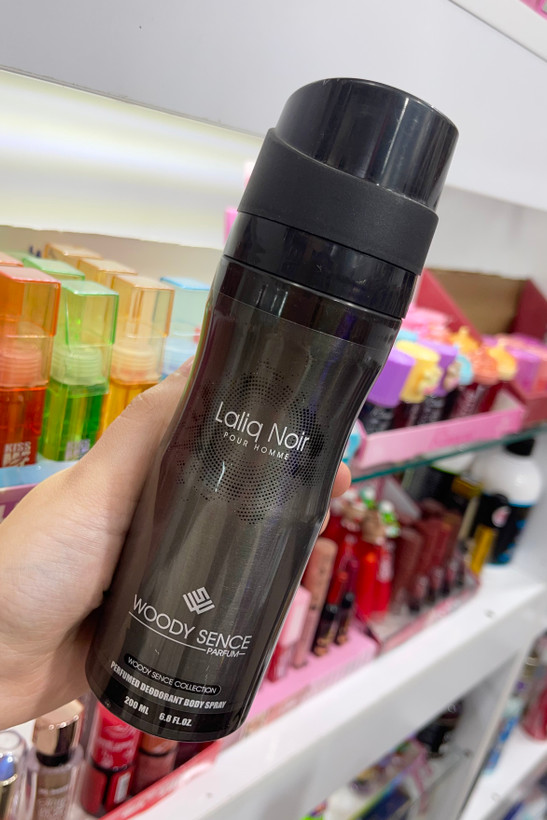 Laliq Noir
POUR HOMME
WOODY SENCE
PARFUM
WOODY SENCE COLLECTION
PERFUMED DEODORANT BODY SPRAY
200 ML 6.8 FL.OZ.
KISS